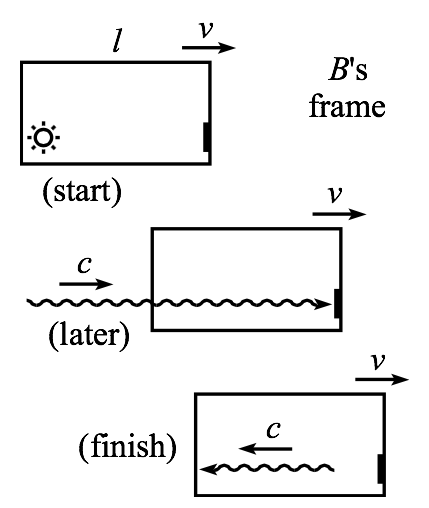 l
v
B's
frame
(start)
v
c
(later)
v
(finish)
c